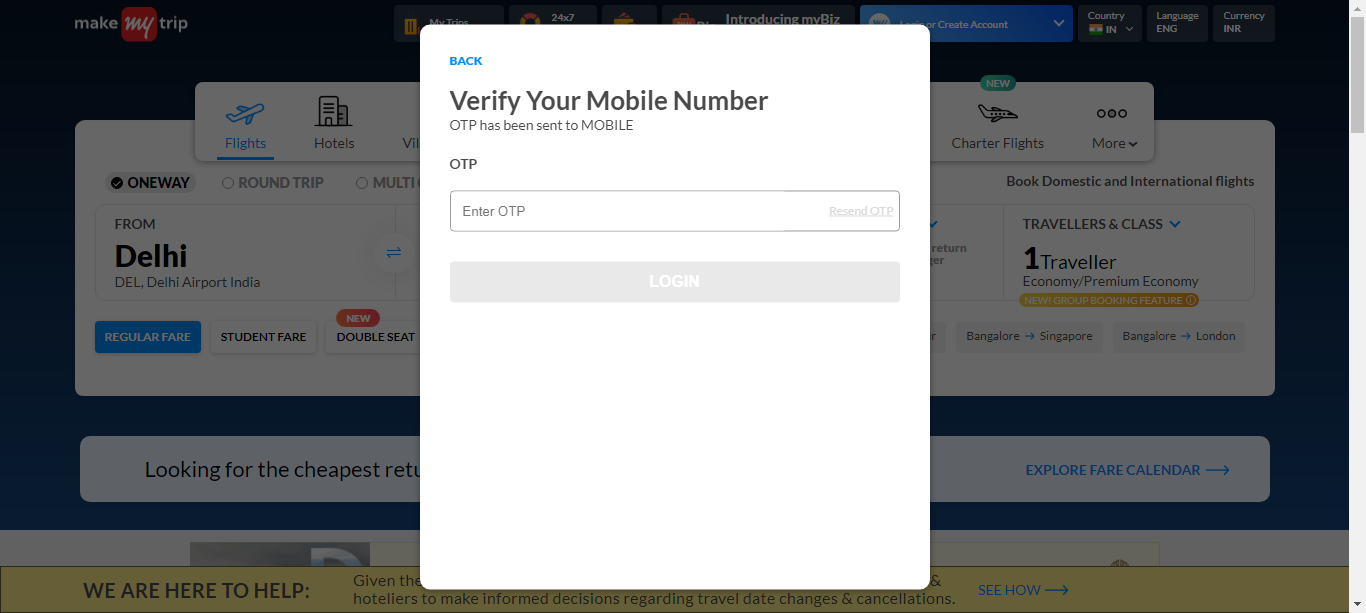 make my trip
My Trips
24x7
Introducing myBiz
Login or Create Account
Country
IN
Language
ENG
Currency
INR
BACK
Verify Your Mobile Number
OTP has been sent to MOBILE
OTP
Enter OTP
Resend OTP
LOGIN
NEW
Flights
Hotels
Vil
Charter Flights
More
ONEWAY
ROUND TRIP
MULTI
Book Domestic and International flights
FROM
Delhi
DEL, Delhi Airport India
return
ger
TRAVELLERS & CLASS
1 Traveller
Economy/Premium Economy
NEW! GROUP BOOKING FEATURE
REGULAR FARE
STUDENT FARE
NEW
DOUBLE SEAT
r
Bangalore → Singapore
Bangalore → London
Looking for the cheapest retu
EXPLORE FARE CALENDAR
WE ARE HERE TO HELP:
Given the
&
hoteliers to make informed decisions regarding travel date changes & cancellations.
SEE HOW